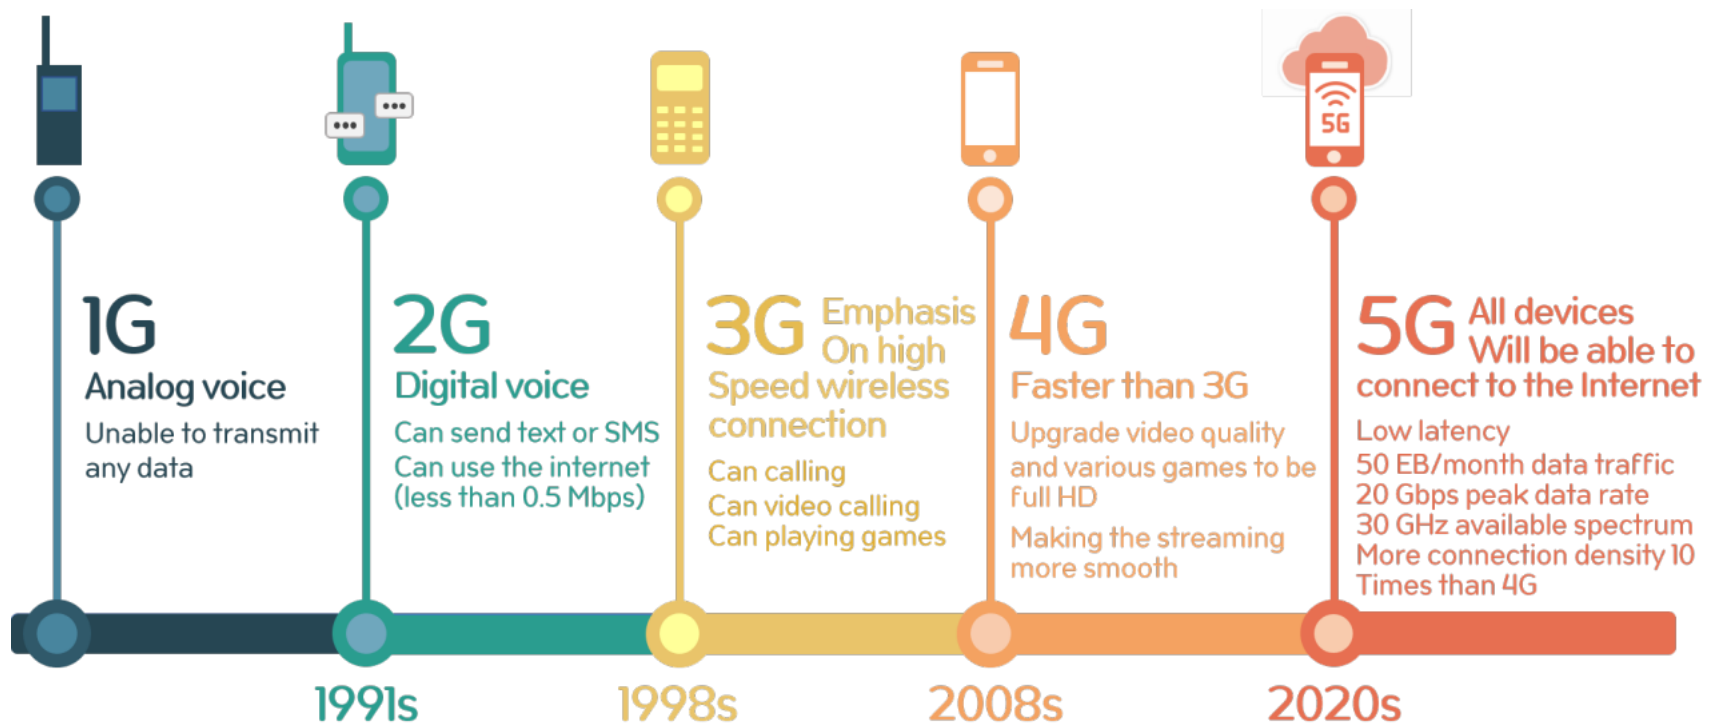 5G
1G
Analog voice
Unable to transmit
any data
2G
Digital voice
Can send text or SMS
Can use the internet
(less than 0.5 Mbps)
3G Emphasis
On high
Speed wireless
connection
Can calling
Can video calling
Can playing games
4G
Faster than 3G
Upgrade video quality
and various games to be
full HD
Making the streaming
more smooth
5G All devices
Will be able to
connect to the Internet
Low latency
50 EB/month data traffic
20 Gbps peak data rate
30 GHz available spectrum
More connection density 10
Times than 4G
1991s
1998s
2008s
2020s